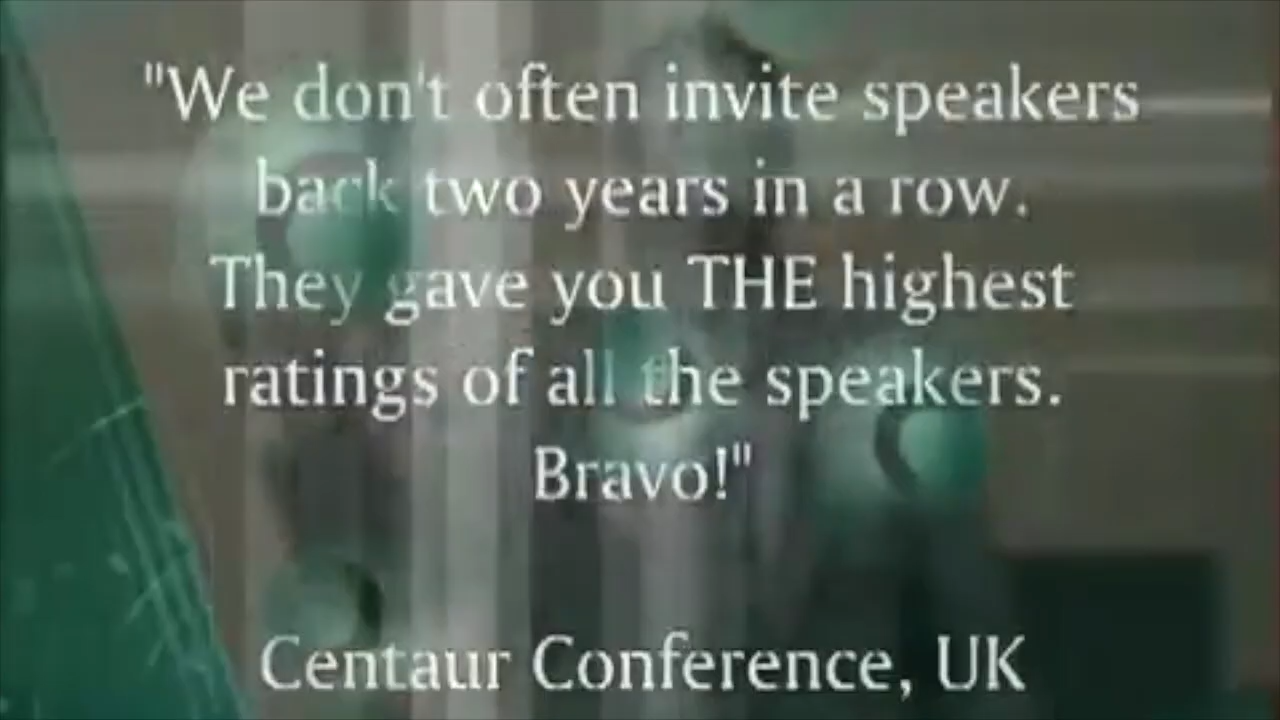 "We don't often invite speakers
back two years in a row.
They gave you THE highest
ratings of all the speakers.
Bravo!"
Centaur Conference, UK